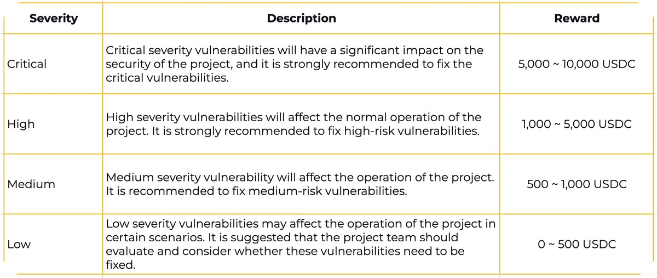 Severity Description Reward
Critical severity vulnerabilities will have a significant impact on the
Critical security of the project, and it is strongly recommended to fix the 5,000 ~ 10,000 USDC
critical vulnerabilities.
High severity vulnerabilities will affect the normal operation of the
High 1,000 ~ 5,000 USDC
project. It is strongly recommended to fix high-risk vulnerabilities.
Medium severity vulnerability will affect the operation of the project.
Medium 500 ~ 1,000 USDC
It is recommended to fix medium-risk vulnerabilities.
Low severity vulnerabilities may affect the operation of the project in
certain scenarios. It is suggested that the project team should
Low 0 ~ 500 USDC
evaluate and consider whether these vulnerabilities need to be
fixed.